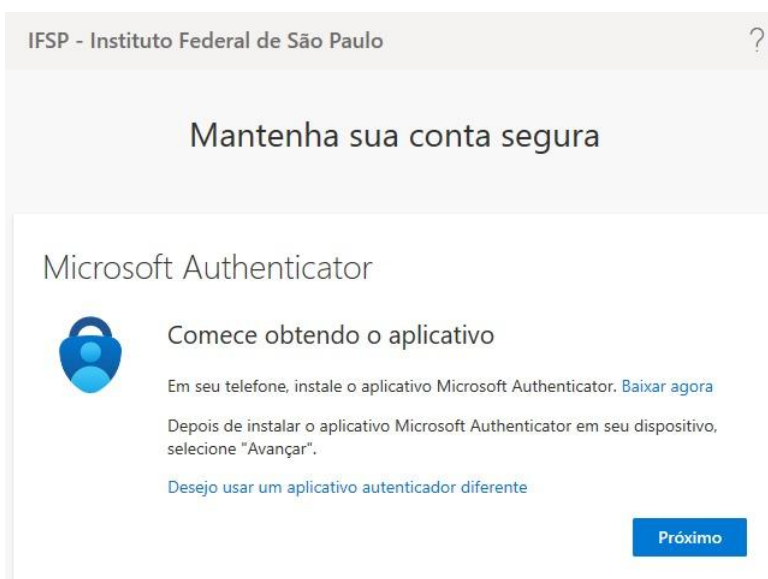 IFSP - Instituto Federal de São Paulo
?
Mantenha sua conta segura
Microsoft Authenticator
Comece obtendo o aplicativo
Em seu telefone, instale o aplicativo Microsoft Authenticator. Baixar agora
Depois de instalar o aplicativo Microsoft Authenticator em seu dispositivo,
selecione "Avançar".
Desejo usar um aplicativo autenticador diferente
Próximo